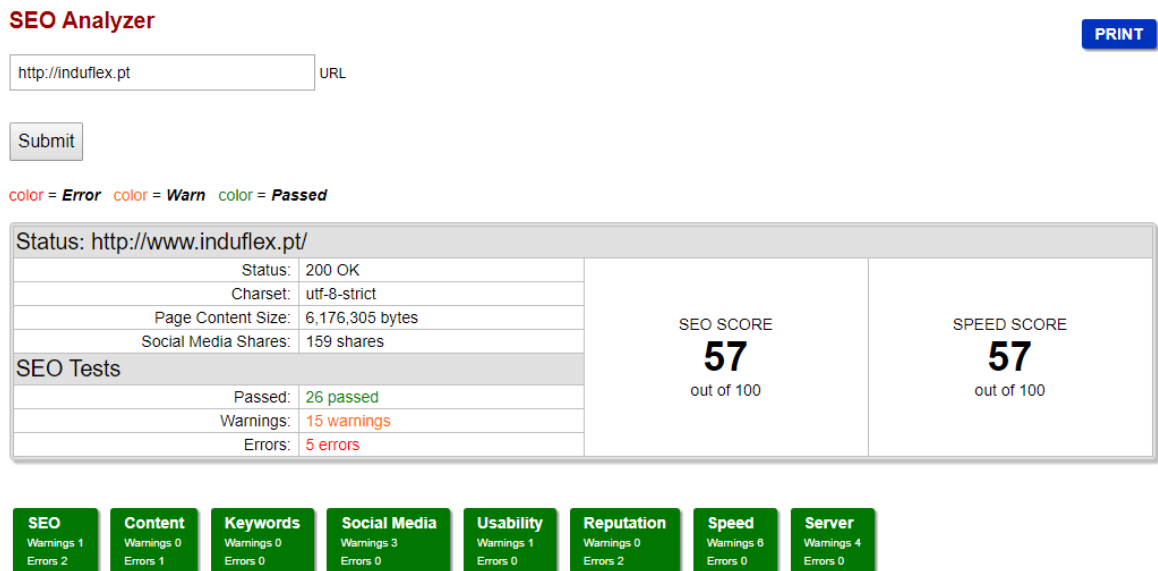 SEO Analyzer
PRINT
http://induflex.pt URL
Submit
color = Error color = Warn color = Passed
Status: http://www.induflex.pt/
Status: 200 OK
Charset: utf-8-strict
Page Content Size: 6,176,305 bytes
Social Media Shares: 159 shares
SEO Tests
Passed: 26 passed
Warnings: 15 warnings
Errors: 5 errors
SEO SCORE
57
out of 100
SPEED SCORE
57
out of 100
SEO
Warnings 1
Errors 2
Content
Warnings 0
Errors 1
Keywords
Warnings 0
Errors 0
Social Media
Warnings 3
Errors 0
Usability
Warnings 1
Errors 0
Reputation
Warnings 0
Errors 2
Speed
Warnings 6
Errors 0
Server
Warnings 4
Errors 0